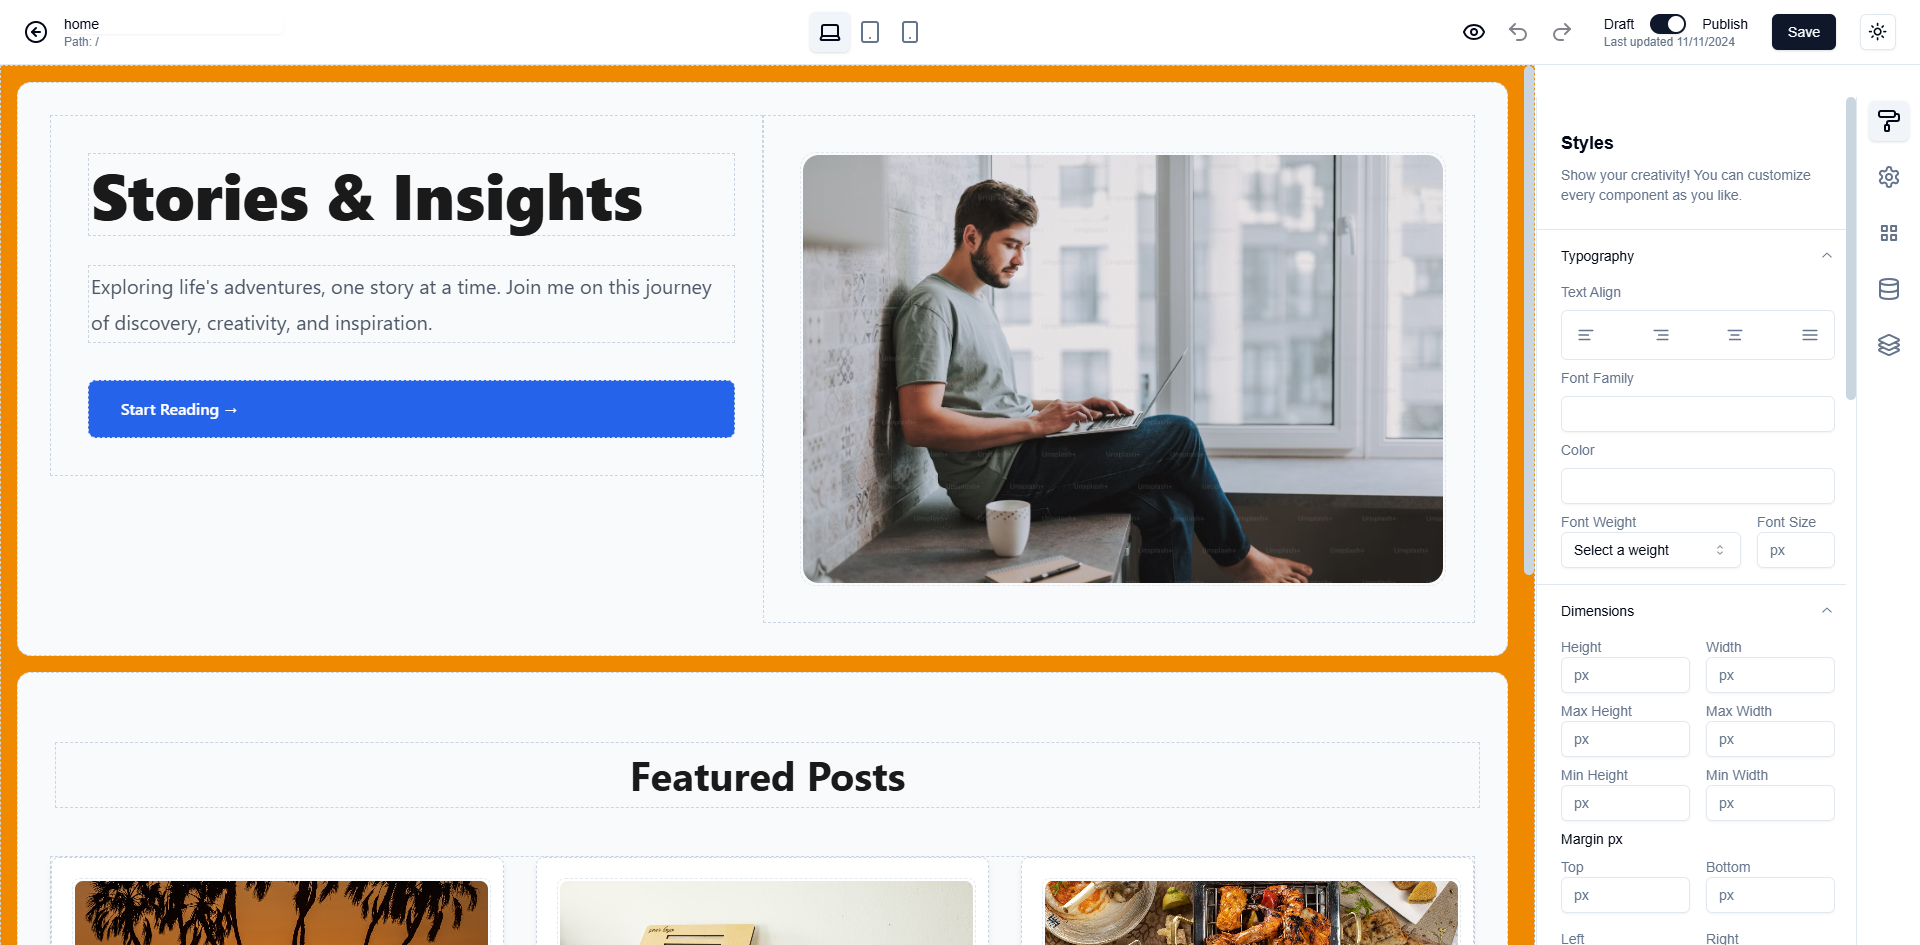 home
Path: /
Draft
Publish
Last updated 11/11/2024
Save
Stories & Insights
Exploring life's adventures, one story at a time. Join me on this journey
of discovery, creativity, and inspiration.
Start Reading →
Unsplash+
Featured Posts
your logo
Styles
Show your creativity! You can customize
every component as you like.
Typography
Text Align
Font Family
Color
Font Weight
Font Size
Select a weight
px
Dimensions
Height
Width
px
px
Max Height
Max Width
px
px
Min Height
Min Width
px
px
Margin px
Top
Bottom
px
px
Left
Right